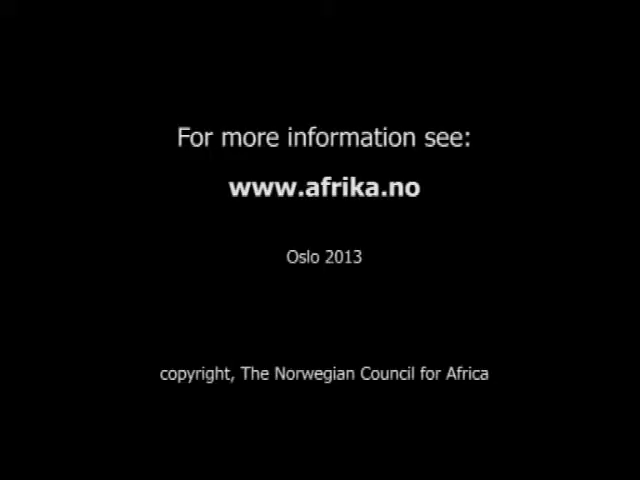 For more information see:
www.afrika.no
Oslo 2013
copyright, The Norwegian Council for Africa